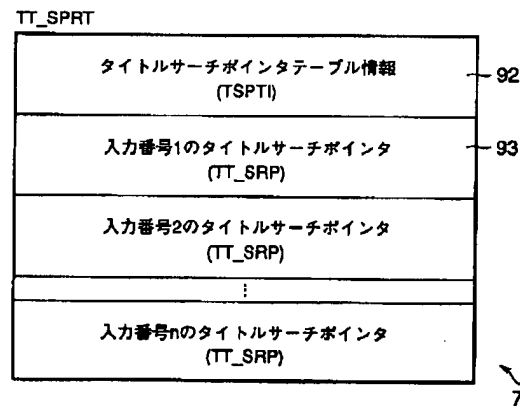 TT_SPRT
タイトルサーチポインタテーブル情報
(TSPTI)
92
入力番号1のタイトルサーチポインタ
(TT_SRP)
93
入力番号2のタイトルサーチポインタ
(TT_SRP)
⋮
入力番号nのタイトルサーチポインタ
(TT_SRP)